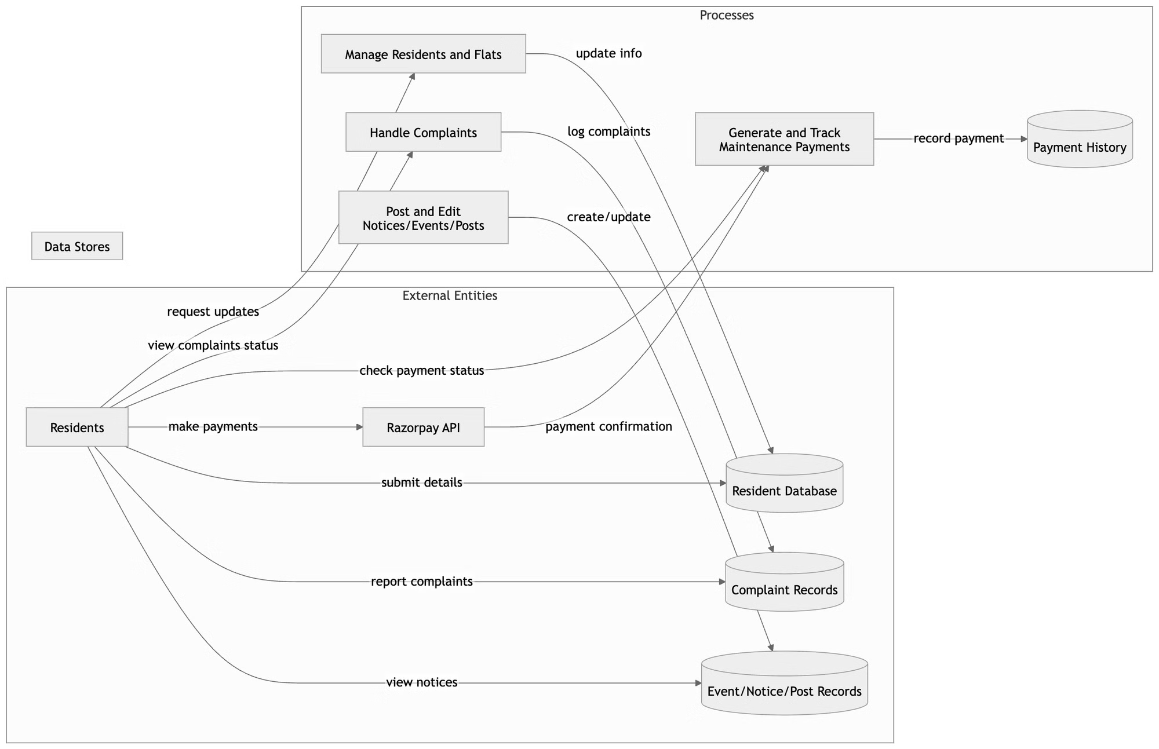 Processes
Manage Residents and Flats
update info
Handle Complaints
log complaints
Generate and Track
Maintenance Payments
record payment
Payment History
Post and Edit
Notices/Events/Posts
create/update
Data Stores
External Entities
request updates
view complaints status
check payment status
Residents
make payments
Razorpay API
payment confirmation
submit details
Resident Database
report complaints
Complaint Records
view notices
Event/Notice/Post Records